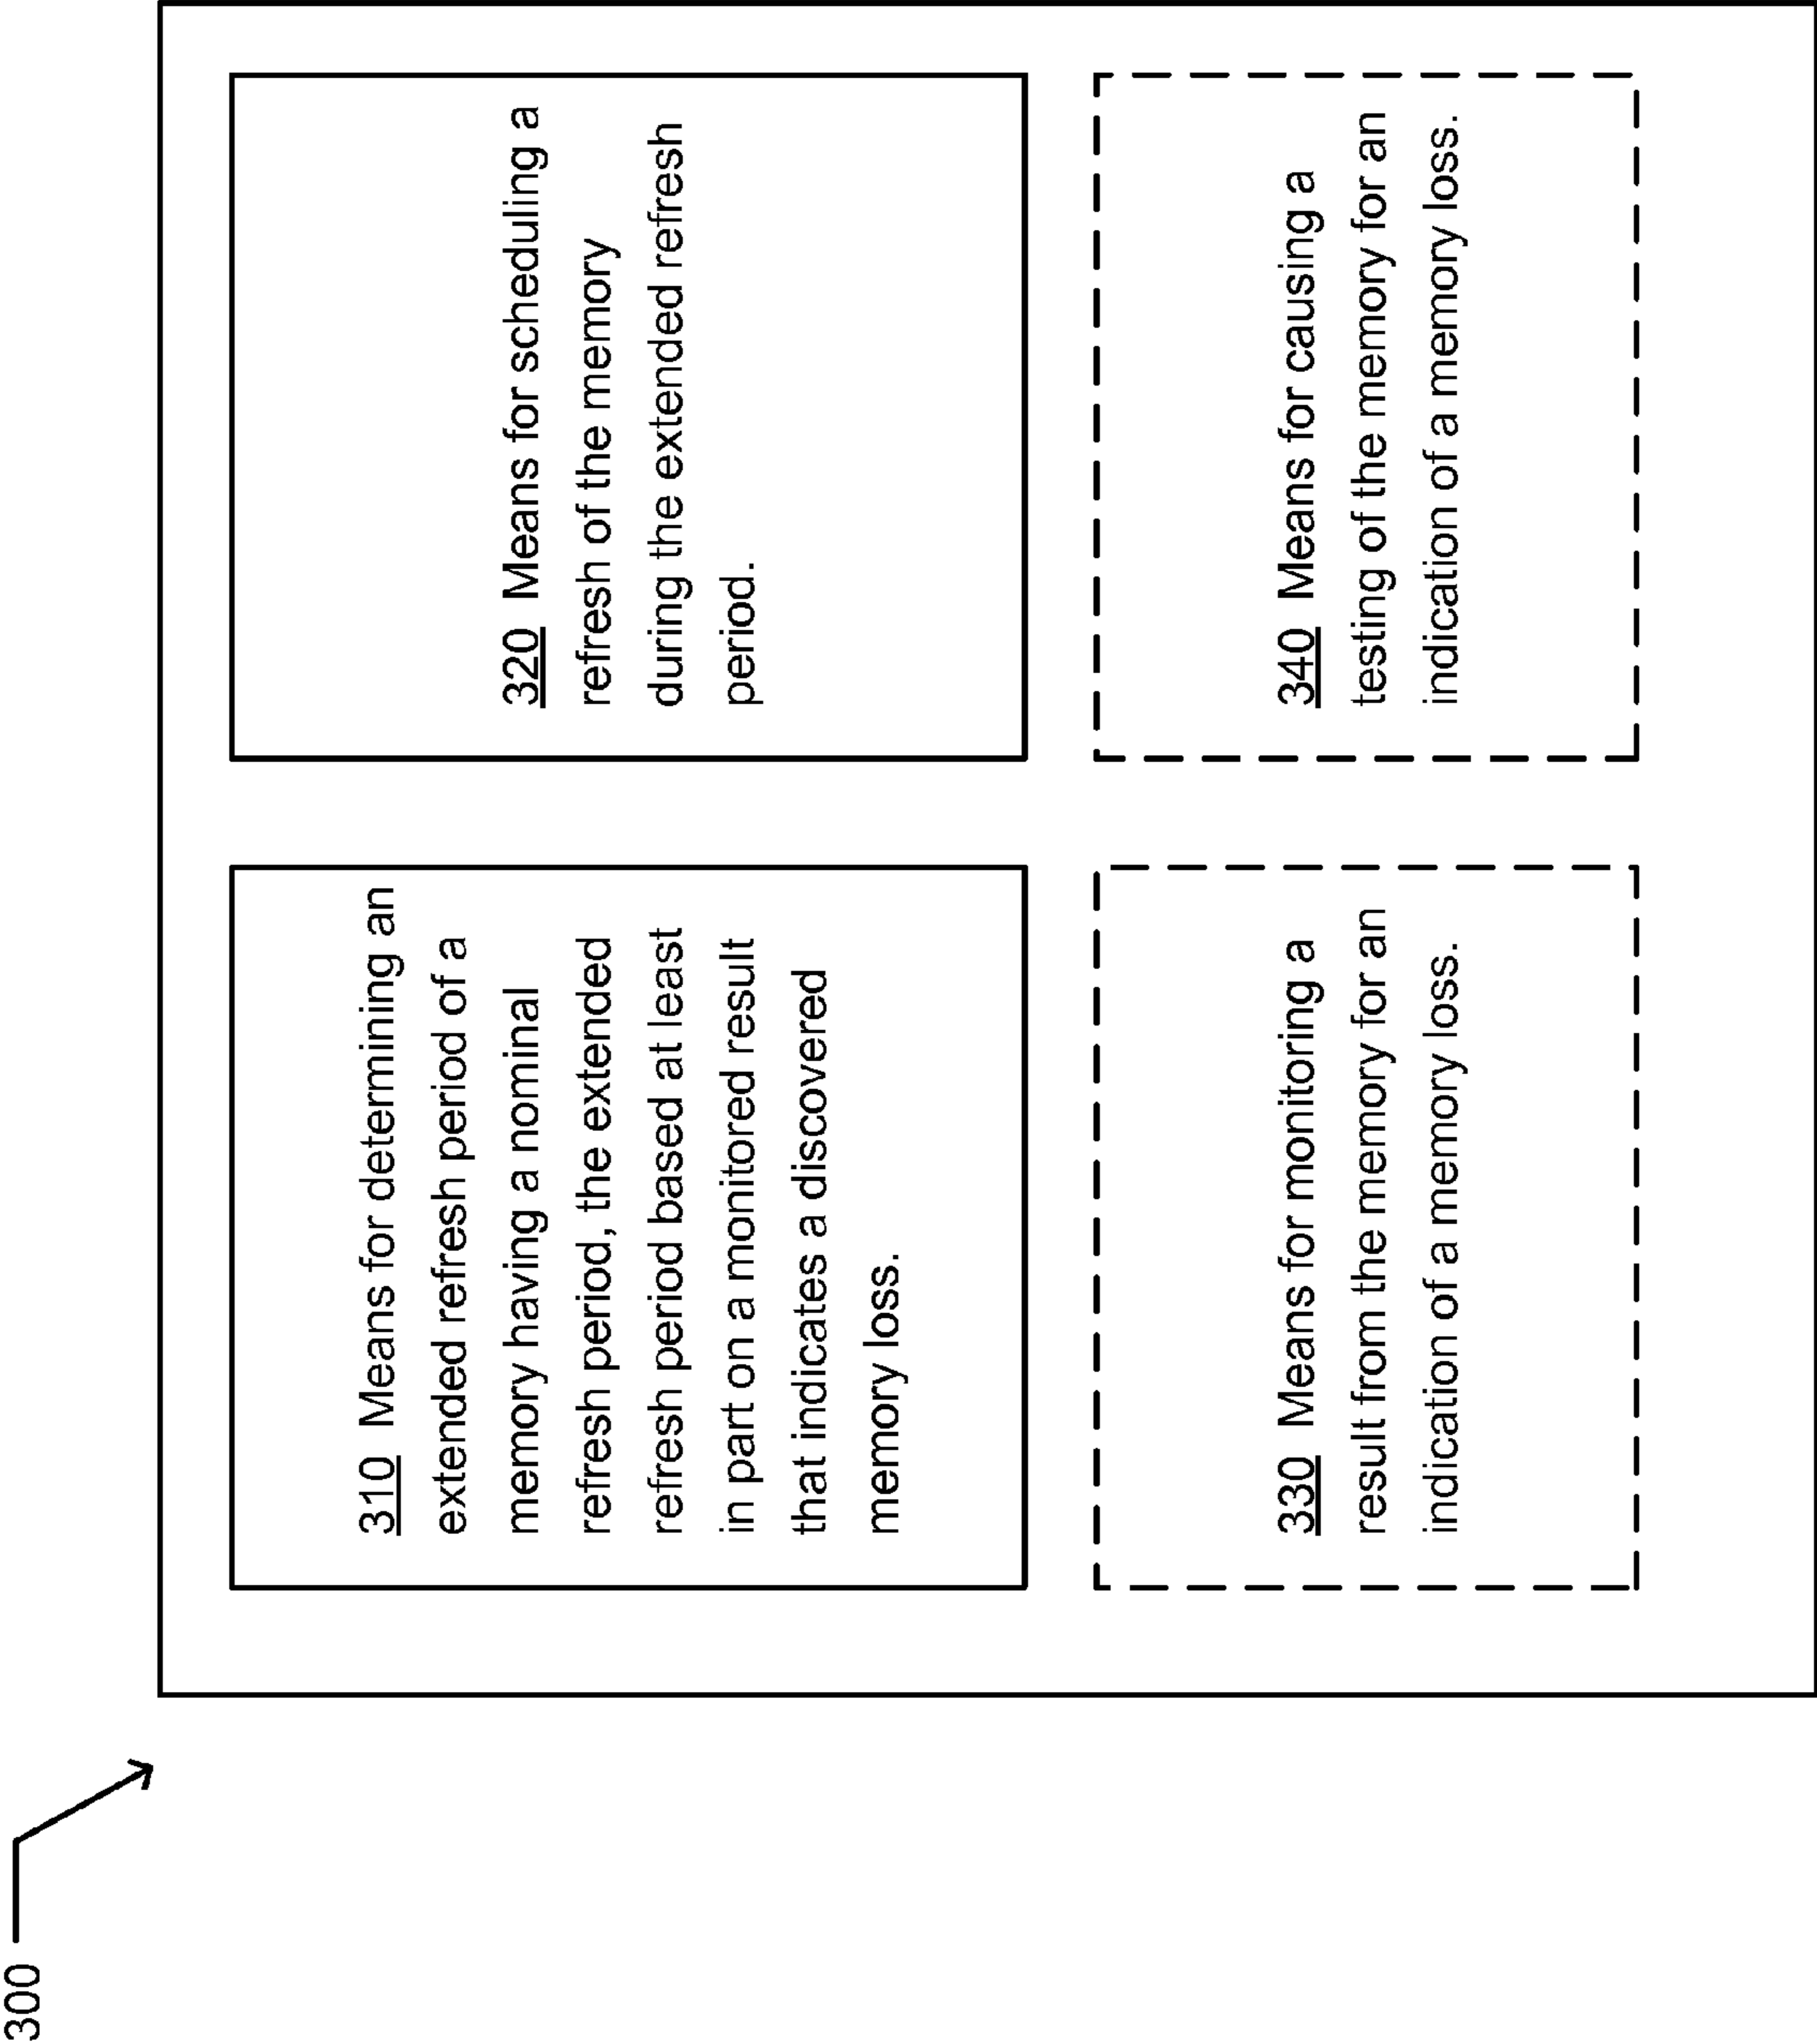 300
310 Means for determining an
extended refresh period of a
memory having a nominal
refresh period, the extended
refresh period based at least
in part on a monitored result
that indicates a discovered
memory loss.
320 Means for scheduling a
refresh of the memory
during the extended refresh
period.
330 Means for monitoring a
result from the memory for an
indication of a memory loss.
340 Means for causing a
testing of the memory for an
indication of a memory loss.